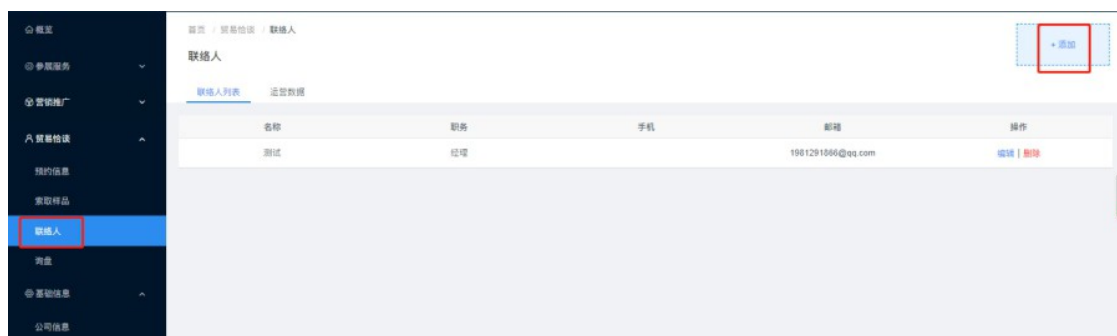 概览
参展服务
营销推广
贸易洽谈
预约信息
索取样品
联络人
询盘
基础信息
公司信息
首页 / 贸易洽谈 / 联络人
联络人
+ 添加
联络人列表 运营数据
名称 职务 手机 邮箱 操作
测试 经理 1981291866@qq.com 编辑 | 删除